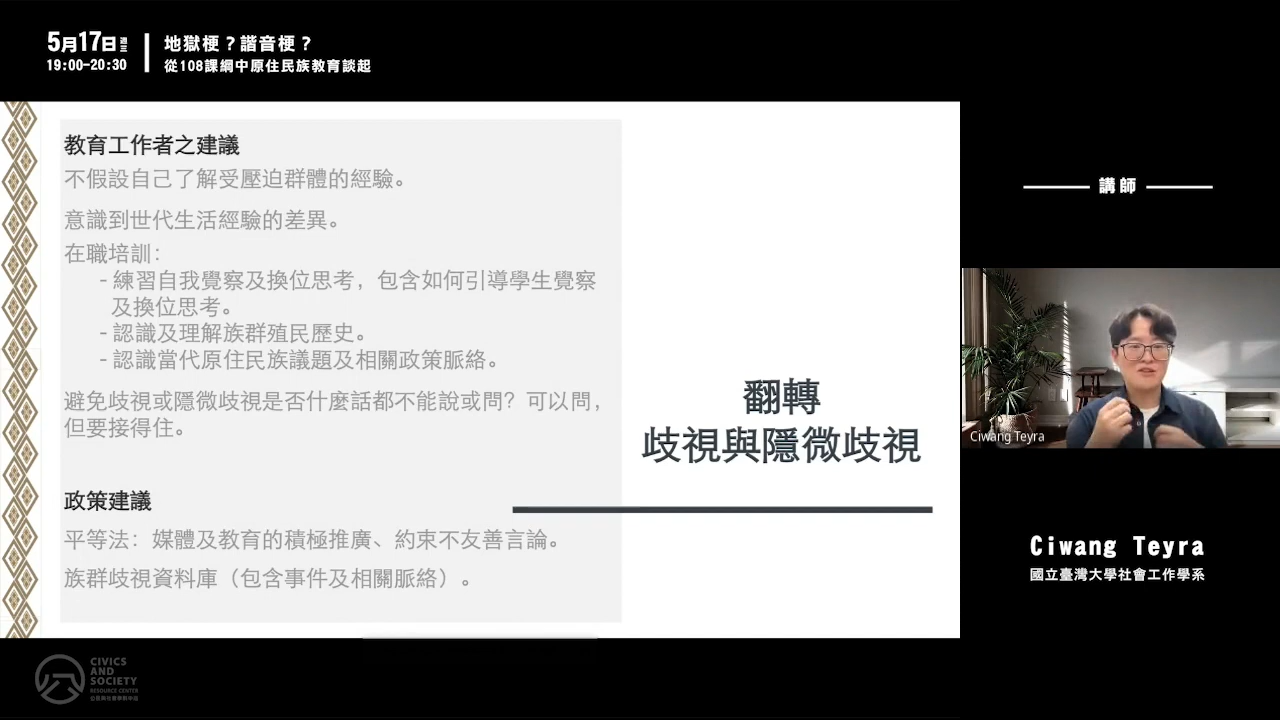 5月17日 週三
19:00-20:30
地獄梗？諧音梗？
從108課綱中原住民族教育談起
教育工作者之建議
不假設自己了解受壓迫群體的經驗。
意識到世代生活經驗的差異。
在職培訓：
- 練習自我覺察及換位思考，包含如何引導學生覺察
及換位思考。
- 認識及理解族群殖民歷史。
- 認識當代原住民族議題及相關政策脈絡。
避免歧視或隱微歧視是否什麼話都不能說或問？可以問，
但要接得住。
政策建議
平等法：媒體及教育的積極推廣、約束不友善言論。
族群歧視資料庫（包含事件及相關脈絡）。
翻轉
歧視與隱微歧視
講師
Ciwang Teyra
Ciwang Teyra
國立臺灣大學社會工作學系
CIVICS
AND
SOCIETY
RESOURCE CENTER